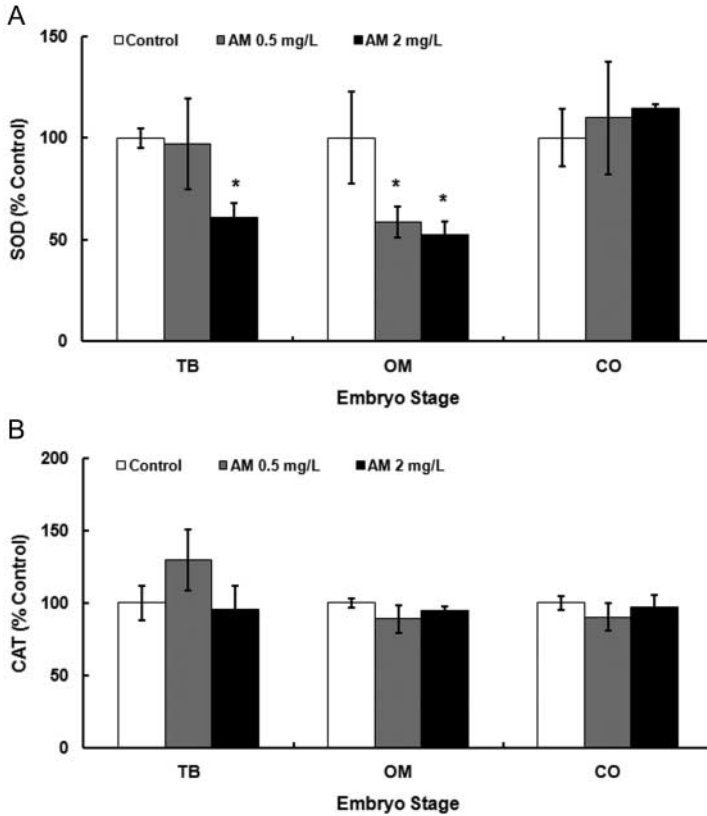 A
Control AM 0.5 mg/L AM 2 mg/L
SOD (% Control)
150
100
50
0
* * *
TB OM CO
Embryo Stage
B
Control AM 0.5 mg/L AM 2 mg/L
CAT (% Control)
200
150
100
50
0
TB OM CO
Embryo Stage